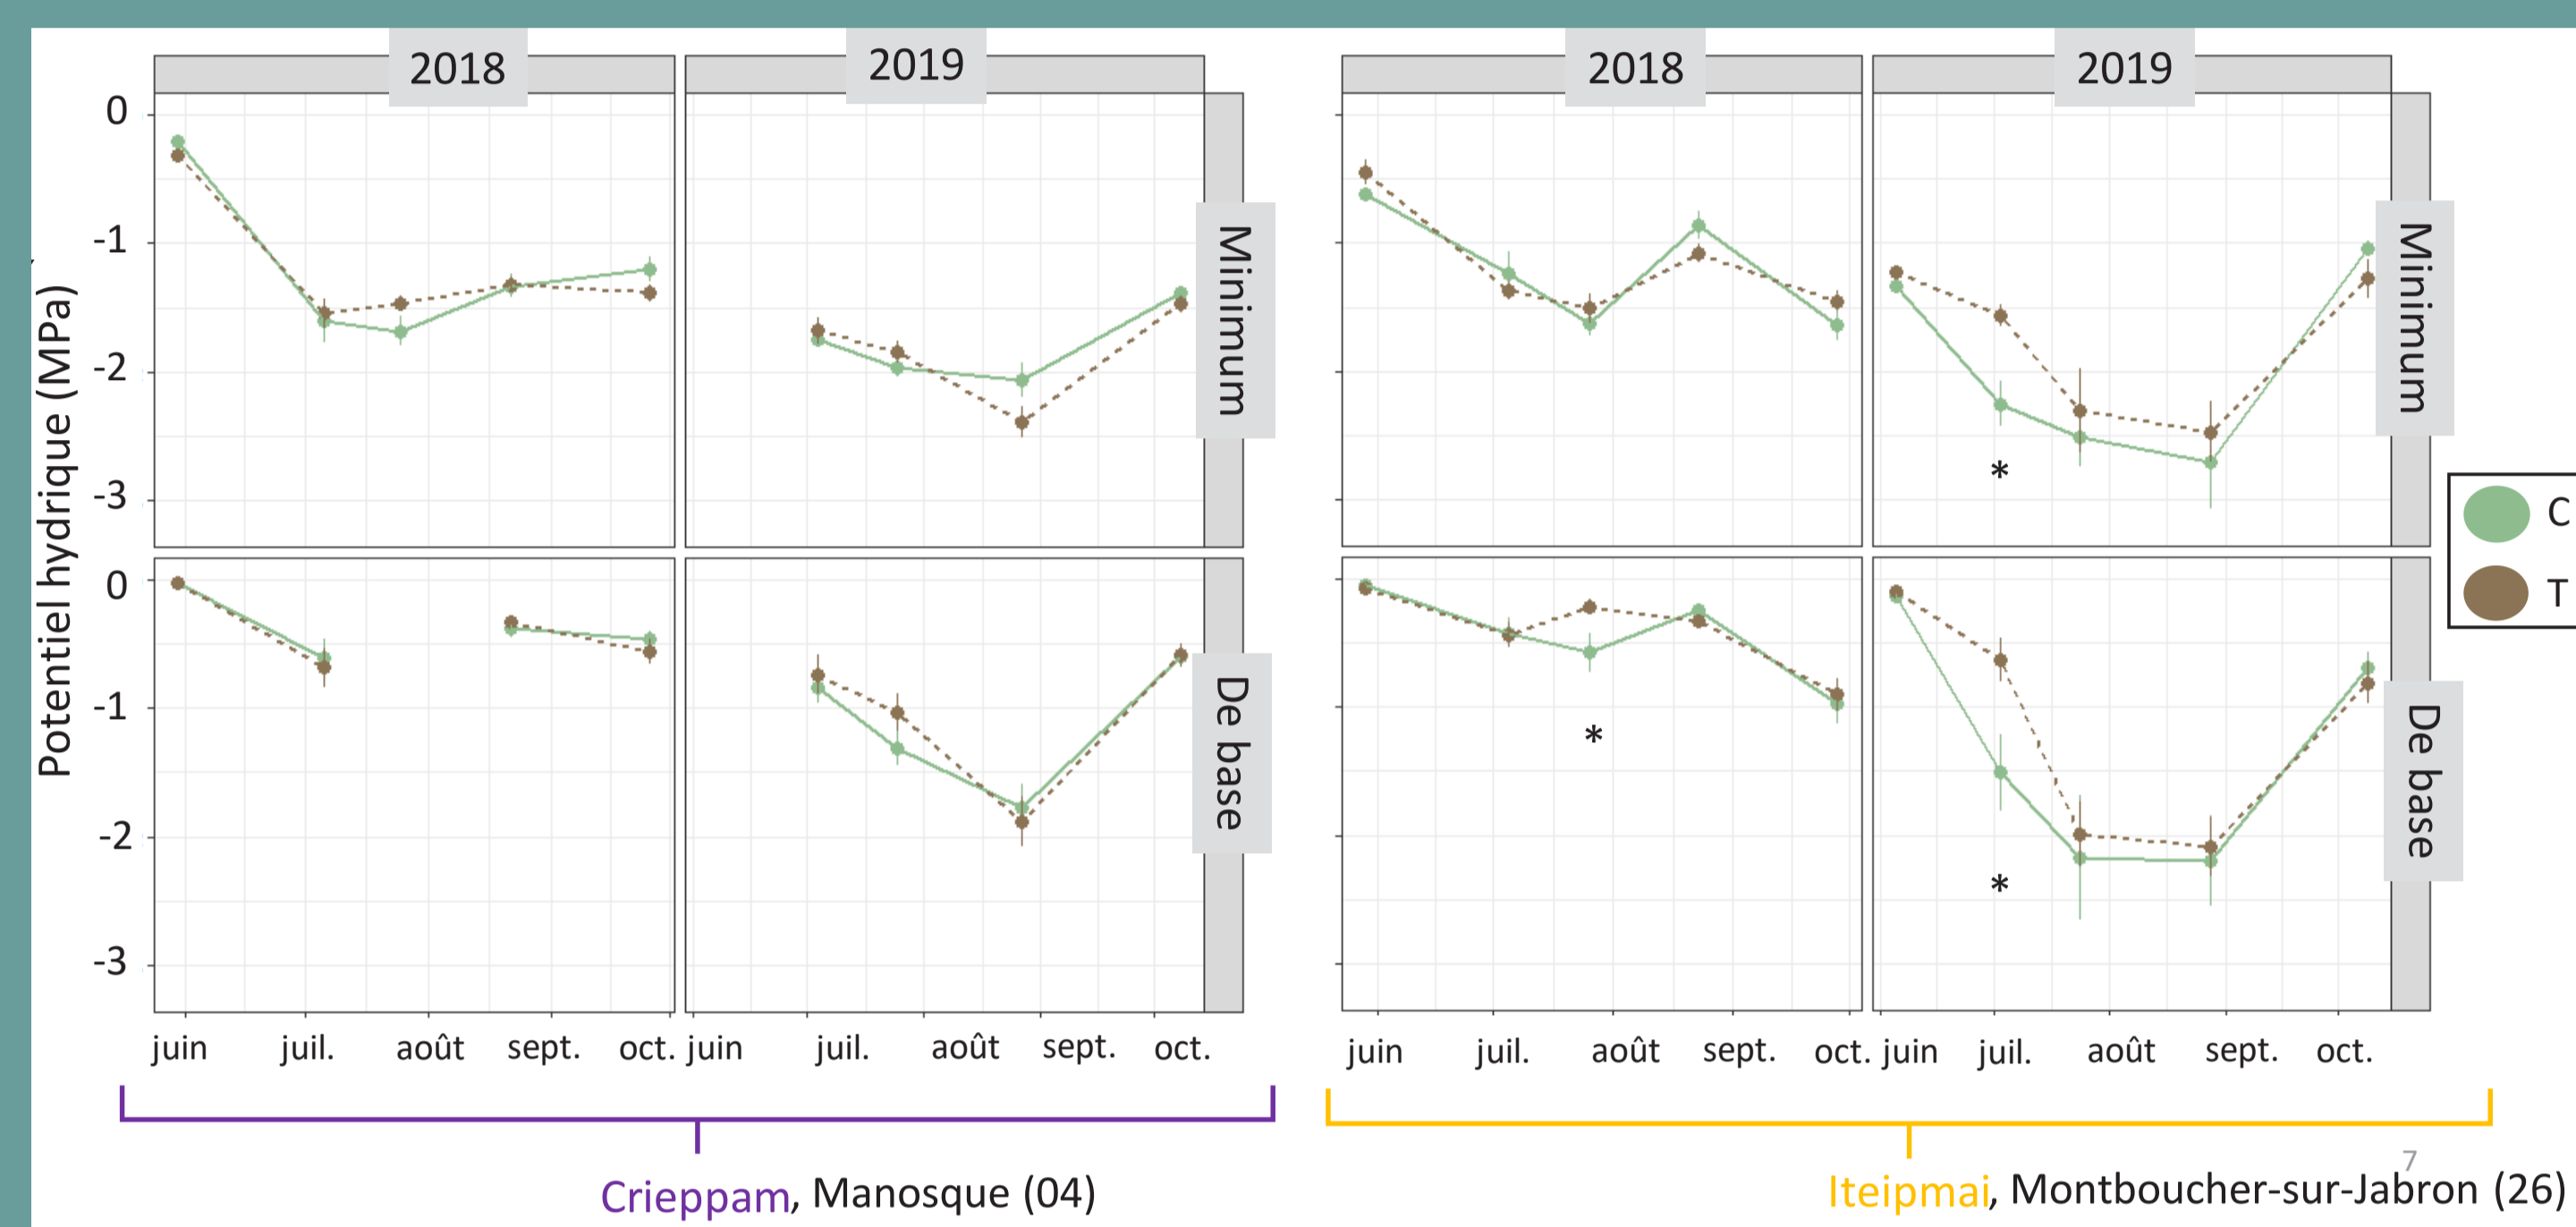 2018
2019
2018
2019
Potentiel hydrique (MPa)
0
-1
-2
-3
Minimum
Minimum
*
C
T
0
-1
-2
-3
De base
De base
*
*
juin juil. août sept. oct. juin juil. août sept. oct.
juin juil. août sept. oct. juin juil. août sept. oct.
Crieppam, Manosque (04)
Iteipmai, Montboucher-sur-Jabron (26)
7